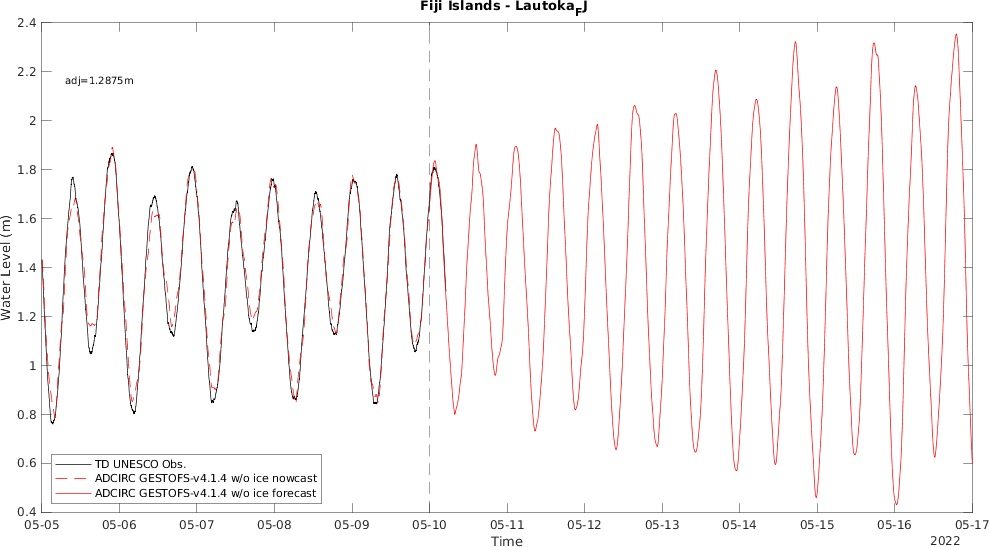 Fiji Islands - Lautoka_FJ
2.4
2.2
adj=1.2875m
2
1.8
1.6
1.4
1.2
1
0.8
0.6
0.4
Water Level (m)
TD UNESCO Obs.
ADCIRC GESTOFS-v4.1.4 w/o ice nowcast
ADCIRC GESTOFS-v4.1.4 w/o ice forecast
05-05 05-06 05-07 05-08 05-09 05-10 05-11 05-12 05-13 05-14 05-15 05-16 05-17
Time
2022